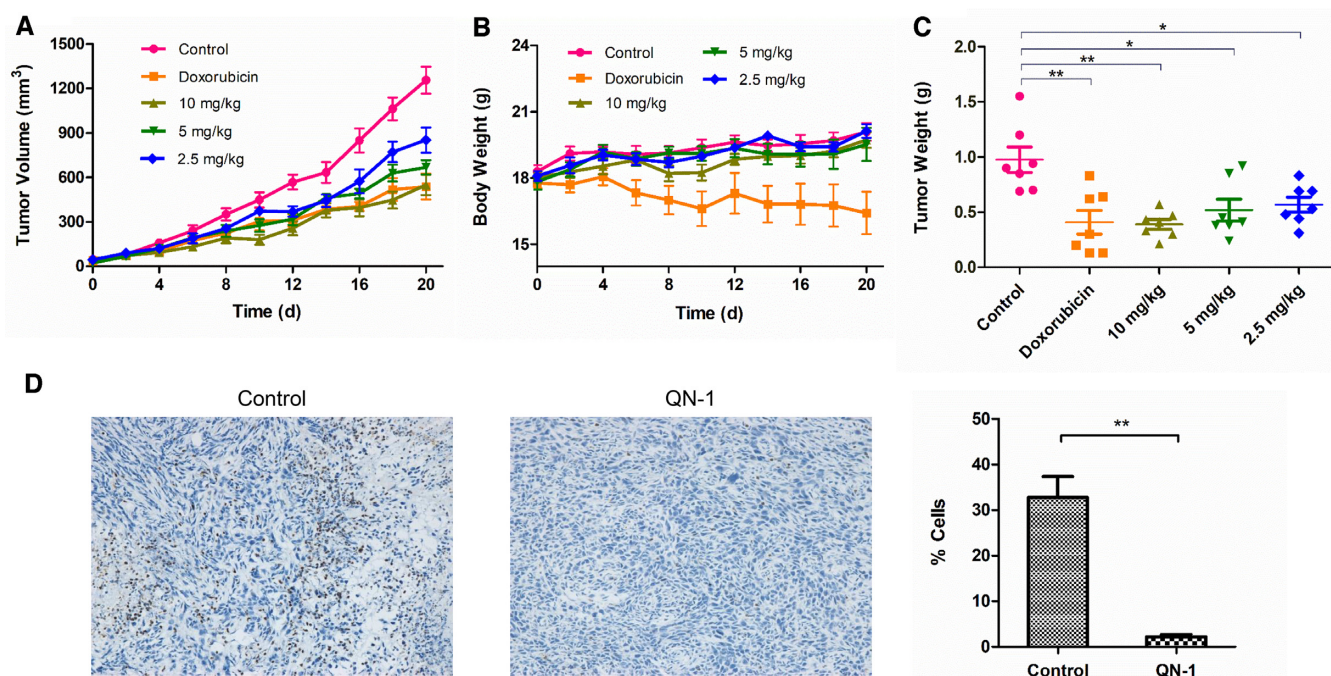 A
Tumor Volume (mm³)
1500
1200
900
600
300
0
Control
Doxorubicin
10 mg/kg
5 mg/kg
2.5 mg/kg
0 4 8 12 16 20
Time (d)
B
Body Weight (g)
24
21
18
15
Control
Doxorubicin
10 mg/kg
5 mg/kg
2.5 mg/kg
0 4 8 12 16 20
Time (d)
C
Tumor Weight (g)
2.0
1.5
1.0
0.5
0.0
*
*
**
**
Control
Doxorubicin
10 mg/kg
5 mg/kg
2.5 mg/kg
D
Control
QN-1
% Cells
50
40
30
20
10
0
**
Control
QN-1